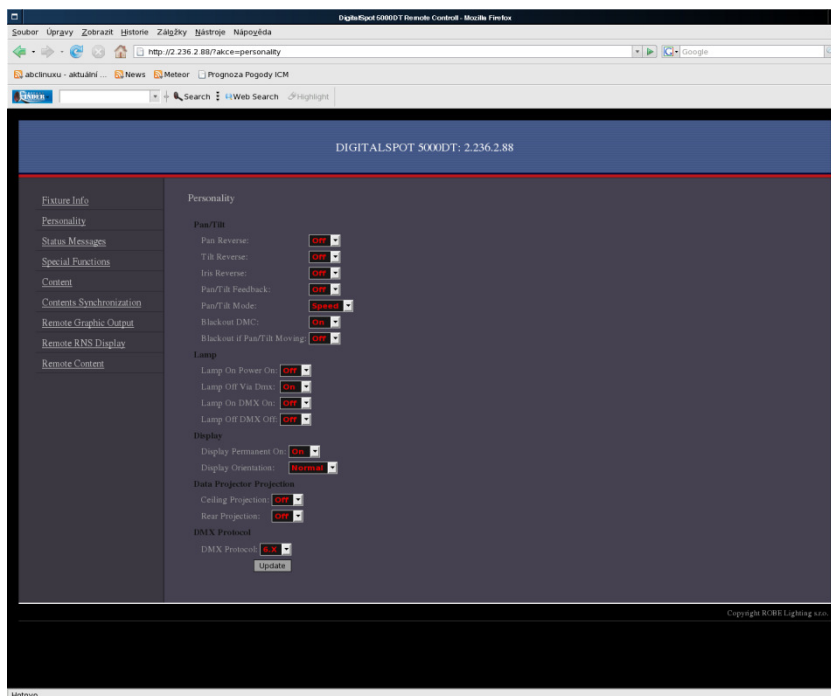 DigitalSpot 5000DT Remote Controll - Mozilla Firefox
Soubor Úpravy Zobrazit Historie Záložky Nástroje Nápověda
http://2.236.2.88/?akce=personality
Google
abclinuxu - aktuální ... News Meteor Prognoza Pogody ICM
Search Web Search Highlight
DIGITALSPOT 5000DT: 2.236.2.88
Fixture Info
Personality
Status Messages
Special Functions
Content
Contents Synchronization
Remote Graphic Output
Remote RNS Display
Remote Content
Personality
Pan/Tilt
Pan Reverse: Off
Tilt Reverse: Off
Iris Reverse: Off
Pan/Tilt Feedback: Off
Pan/Tilt Mode: Speed
Blackout DMC: On
Blackout if Pan/Tilt Moving: Off
Lamp
Lamp On Power On: Off
Lamp Off Via Dmx: On
Lamp On DMX On: Off
Lamp Off DMX Off: Off
Display
Display Permanent On: On
Display Orientation: Normal
Data Projector Projection
Ceiling Projection: Off
Rear Projection: Off
DMX Protocol
DMX Protocol:
Update
Copyright ROBE Lighting s.r.o.
Hotovo